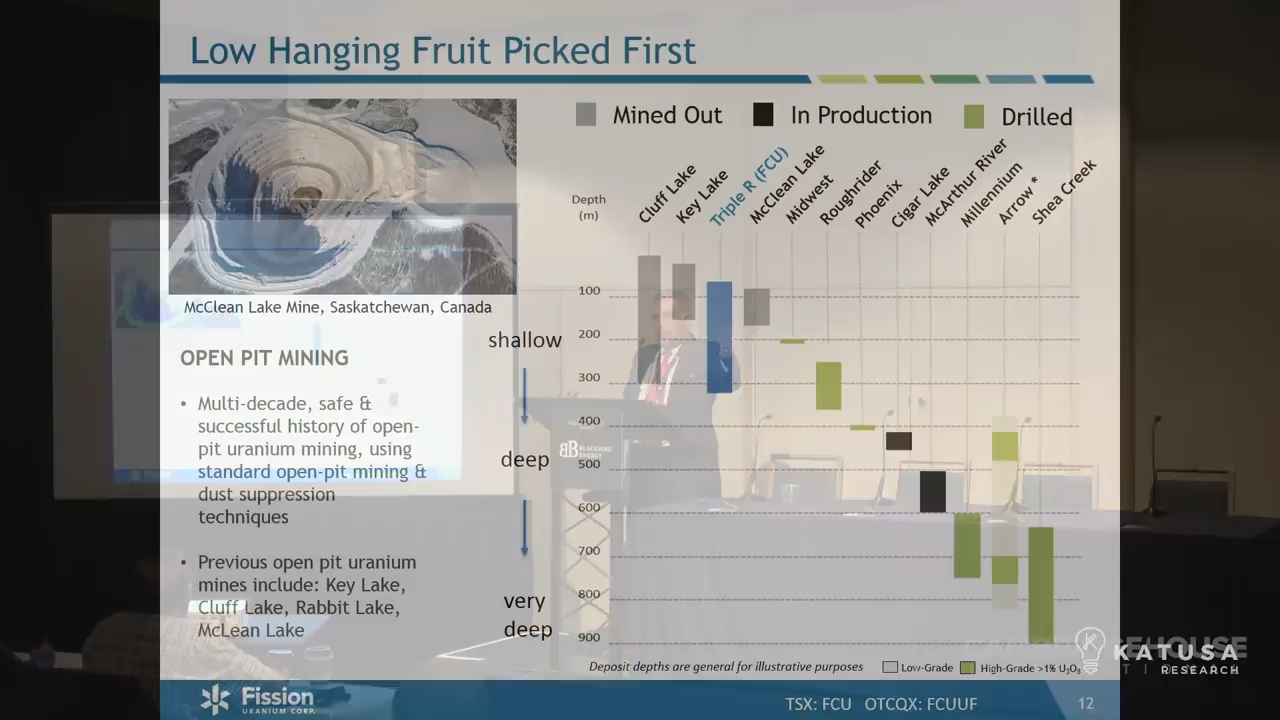 Low Hanging Fruit Picked First
Mined Out
In Production
Drilled
Depth
(m)
Cluff Lake
Key Lake
Triple R (FCU)
McClean Lake
Midwest
Roughrider
Phoenix
Cigar Lake
McArthur River
Millennium
Arrow *
Shea Creek
100
200
300
400
500
600
700
800
900
shallow
deep
very
deep
McClean Lake Mine, Saskatchewan, Canada
OPEN PIT MINING
• Multi-decade, safe &
successful history of open-
pit uranium mining, using
standard open-pit mining &
dust suppression
techniques
• Previous open pit uranium
mines include: Key Lake,
Cluff Lake, Rabbit Lake,
McLean Lake
BLACKBIRD
ENERGY
Deposit depths are general for illustrative purposes
Low-Grade
High-Grade >1% U₃O₈
KATUSA
RESEARCH
Fission
URANIUM CORP.
TSX: FCU OTCQX: FCUUF
12